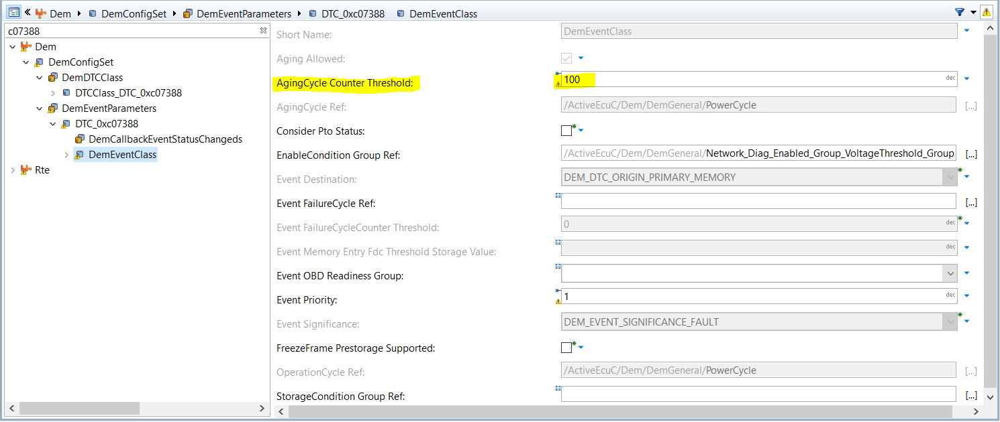 Dem DemConfigSet DemEventParameters DTC_0xc07388 DemEventClass
c07388
Dem
DemConfigSet
DemDTCClass
DTCClass_DTC_0xc07388
DemEventParameters
DTC_0xc07388
DemCallbackEventStatusChangeds
DemEventClass
Rte
Short Name: DemEventClass
Aging Allowed:
AgingCycle Counter Threshold: 100 dec
AgingCycle Ref: /ActiveEcuC/Dem/DemGeneral/PowerCycle [...]
Consider Pto Status:
EnableCondition Group Ref: /ActiveEcuC/Dem/DemGeneral/Network_Diag_Enabled_Group_VoltageThreshold_Group [...]
Event Destination: DEM_DTC_ORIGIN_PRIMARY_MEMORY
Event FailureCycle Ref: [...]
Event FailureCycleCounter Threshold: 0 dec
Event Memory Entry Fdc Threshold Storage Value: dec
Event OBD Readiness Group:
Event Priority: 1 dec
Event Significance: DEM_EVENT_SIGNIFICANCE_FAULT
FreezeFrame Prestorage Supported:
OperationCycle Ref: /ActiveEcuC/Dem/DemGeneral/PowerCycle [...]
StorageCondition Group Ref: [...]